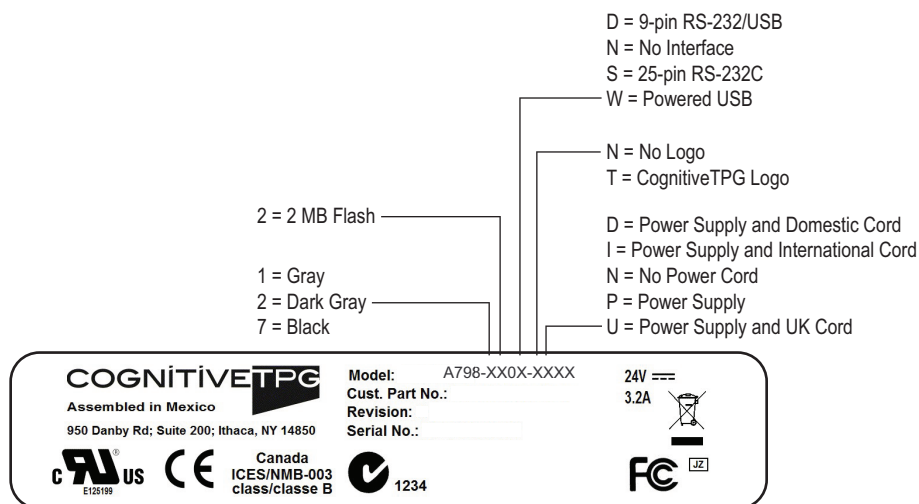 D = 9-pin RS-232/USB
N = No Interface
S = 25-pin RS-232C
W = Powered USB
N = No Logo
T = CognitiveTPG Logo
2 = 2 MB Flash
D = Power Supply and Domestic Cord
I = Power Supply and International Cord
N = No Power Cord
P = Power Supply
U = Power Supply and UK Cord
1 = Gray
2 = Dark Gray
7 = Black
COGNITIVETPG
Assembled in Mexico
950 Danby Rd; Suite 200; Ithaca, NY 14850
Model: A798-XX0X-XXXX
Cust. Part No.:
Revision:
Serial No.:
24V
3.2A
c RU ® US
E125199
CE
Canada
ICES/NMB-003
class/classe B
1234
FC
JZ